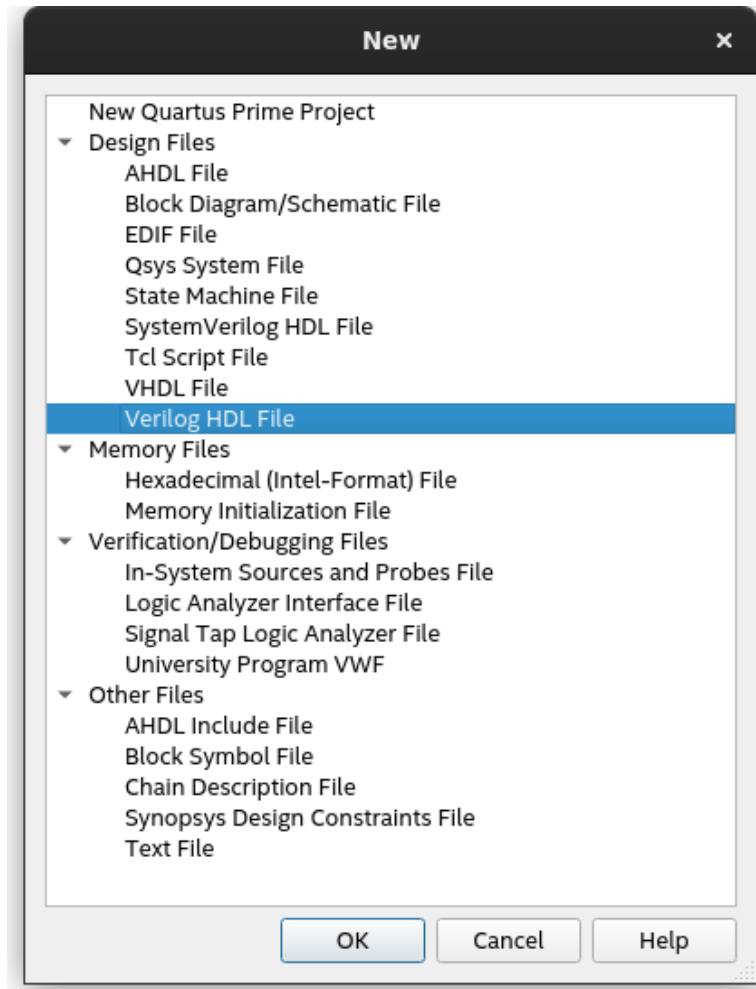 New
New Quartus Prime Project
Design Files
AHDL File
Block Diagram/Schematic File
EDIF File
Qsys System File
State Machine File
SystemVerilog HDL File
Tcl Script File
VHDL File
Verilog HDL File
Memory Files
Hexadecimal (Intel-Format) File
Memory Initialization File
Verification/Debugging Files
In-System Sources and Probes File
Logic Analyzer Interface File
Signal Tap Logic Analyzer File
University Program VWF
Other Files
AHDL Include File
Block Symbol File
Chain Description File
Synopsys Design Constraints File
Text File
OK Cancel Help